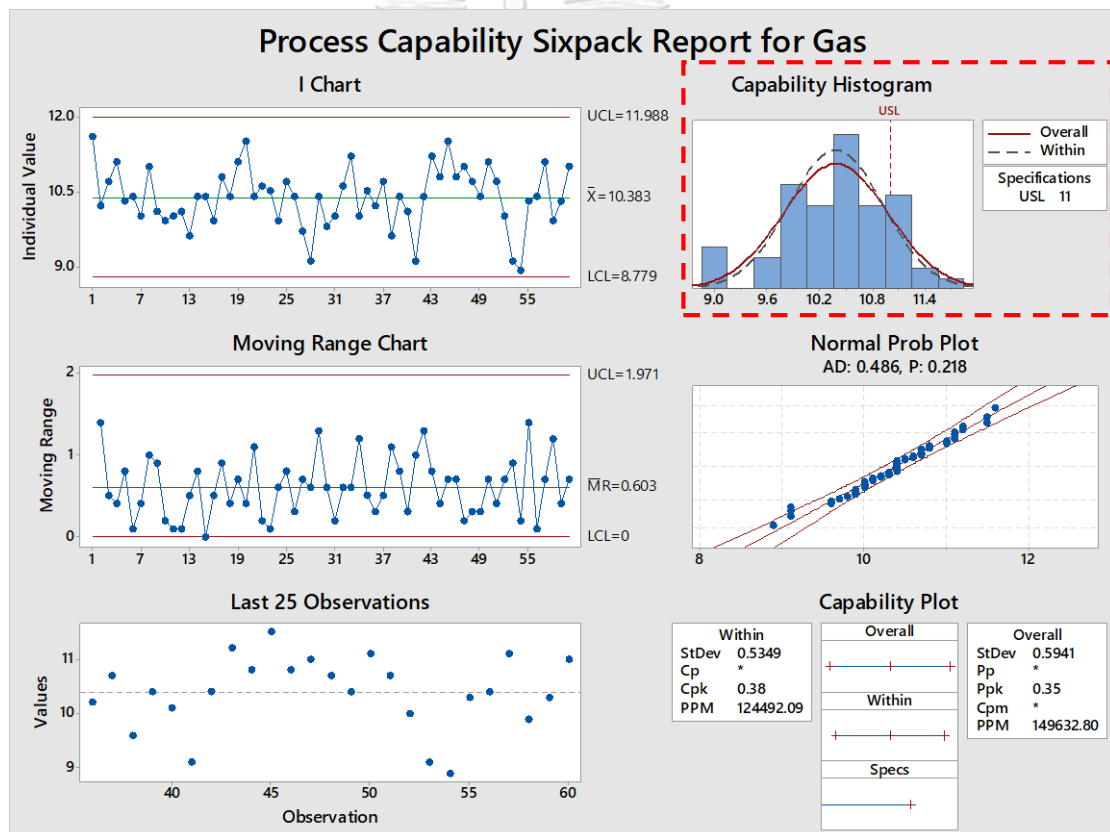 Process Capability Sixpack Report for Gas
I Chart
Individual Value
12.0
10.5
9.0
UCL=11.988
X̄=10.383
LCL=8.779
1 7 13 19 25 31 37 43 49 55
Capability Histogram
USL
9.0 9.6 10.2 10.8 11.4
Overall
Within
Specifications
USL 11
Moving Range Chart
Moving Range
2
1
0
UCL=1.971
M̄R̄=0.603
LCL=0
1 7 13 19 25 31 37 43 49 55
Normal Prob Plot
AD: 0.486, P: 0.218
8 10 12
Last 25 Observations
Values
11
10
9
40 45 50 55 60
Observation
Capability Plot
Within
StDev 0.5349
Cp *
Cpk 0.38
PPM 124492.09
Overall
Within
Specs
Overall
StDev 0.5941
Pp *
Ppk 0.35
Cpm *
PPM 149632.80